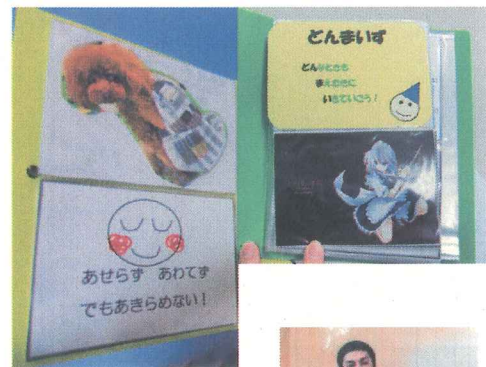 あせらず あわてず
でもあきらめない！
どんまいず
どんなときも
まえむきに
いきていこう！